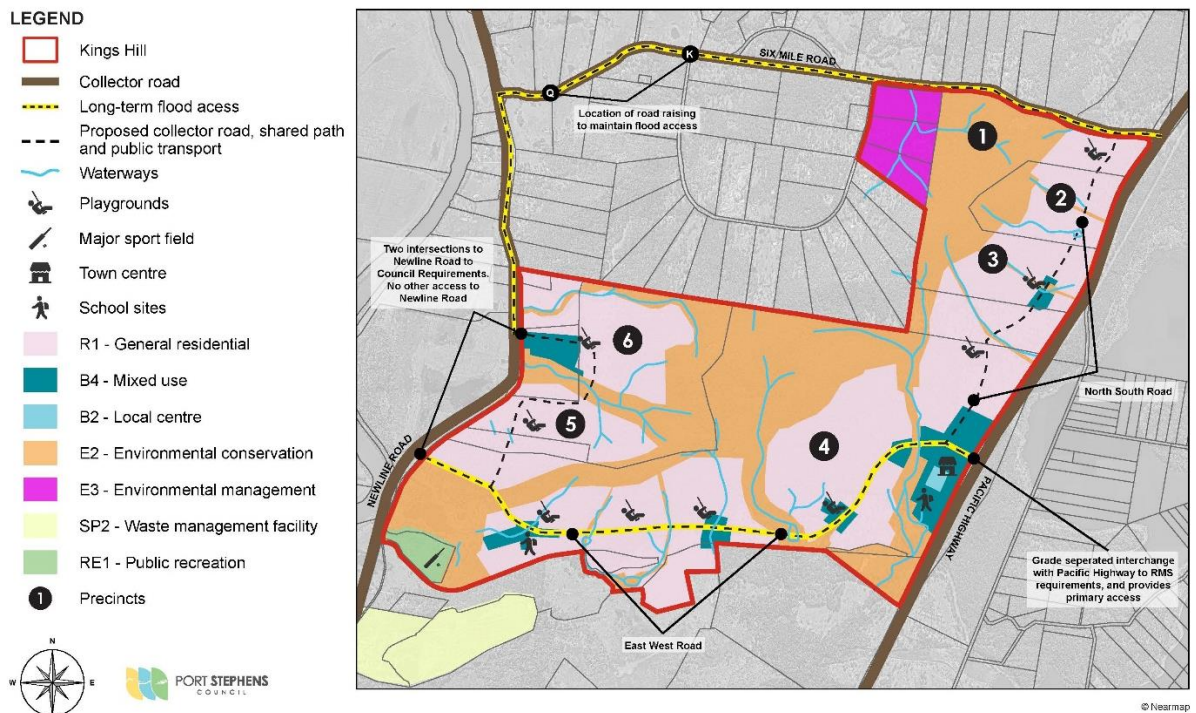 LEGEND
Kings Hill
Collector road
Long-term flood acess
Proposed collector road, shared path
and public transport
Waterways
Playgrounds
Major sport field
Town centre
School sites
R1 - General residential
B4 - Mixed use
B2 - Local centre
E2 - Environmental conservation
E3 - Environmental management
SP2 - Waste management facility
RE1 - Public recreation
1
Precincts
N
W
E
S
PORT STEPHENS
COUNCIL
K
SIX MILE ROAD
Q
Location of road raising
to maintain flood access
1
2
3
Two intersections to
Newline Road to
Council Requirements.
No other access to
Newline Road
6
North South Road
5
4
NEWLINE ROAD
PACIFIC HIGHWAY
Grade seperated interchange
with Pacific Highway to RMS
requirements, and provides
primary access
East West Road
© Nearmap